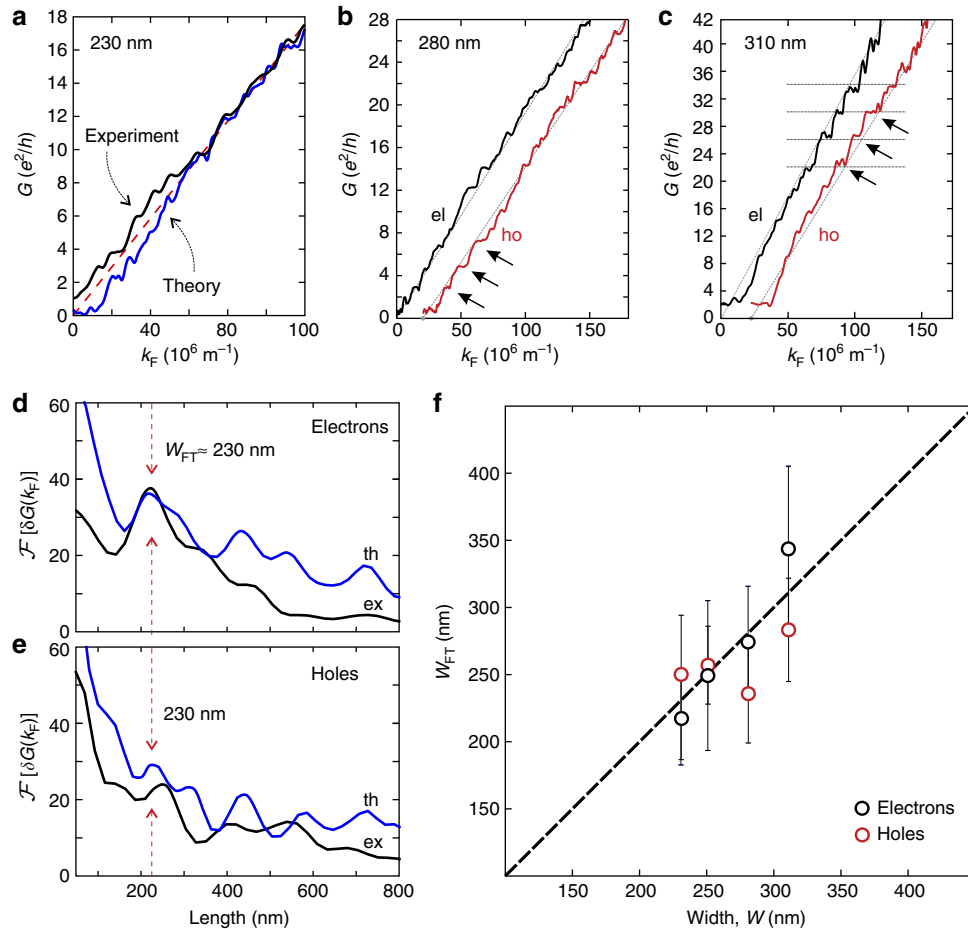 a
230 nm
18
16
14
12
10
8
6
4
2
0
G (e²/h)
Experiment
Theory
0
40
60
80
100
k_F (10⁶ m⁻¹)
b
280 nm
28
24
20
16
12
8
4
0
G (e²/h)
el
ho
0
50
100
150
k_F (10⁶ m⁻¹)
c
310 nm
42
36
32
28
24
20
16
12
8
4
0
G (e²/h)
el
ho
0
50
100
150
k_F (10⁶ m⁻¹)
d
Electrons
60
40
20
0
ℱ [δG(k_F)]
W_FT ≈ 230 nm
th
ex
e
Holes
60
40
20
0
ℱ [δG(k_F)]
230 nm
th
ex
200
400
600
800
Length (nm)
f
400
350
300
250
200
150
W_FT (nm)
Electrons
Holes
150
200
250
300
350
400
Width, W (nm)